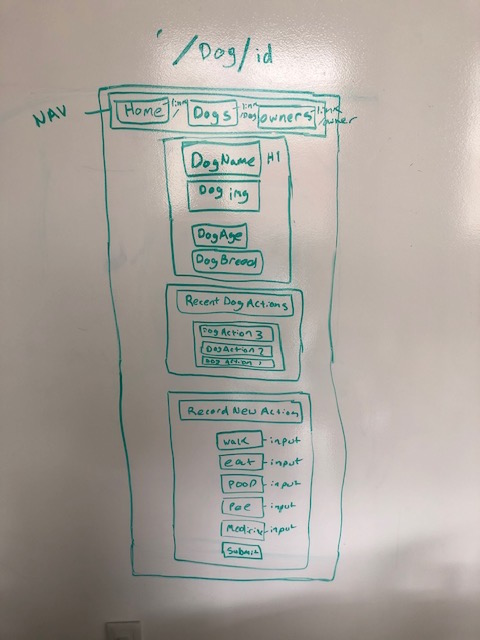 /Dog/id
NAV
Home link / Dogs link /Dog owners link /owner
DogName H1
Dog img
DogAge
DogBreed
Recent Dog Actions
DogAction 3
DogAction 2
Dog Action 1
Record New Action
walk - input
eat - input
poop - input
Pee - input
Medicine - input
Submit